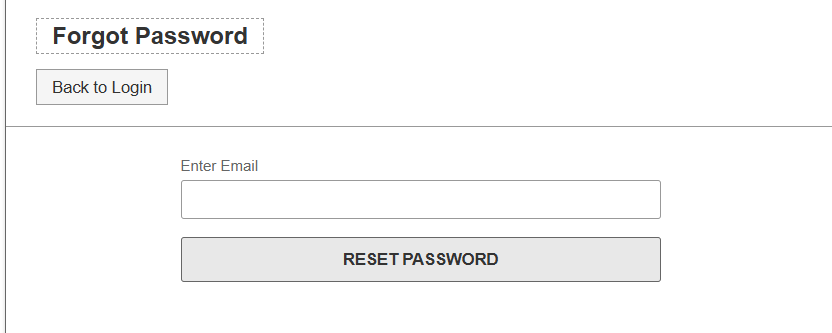 Forgot Password
Back to Login
Enter Email
RESET PASSWORD